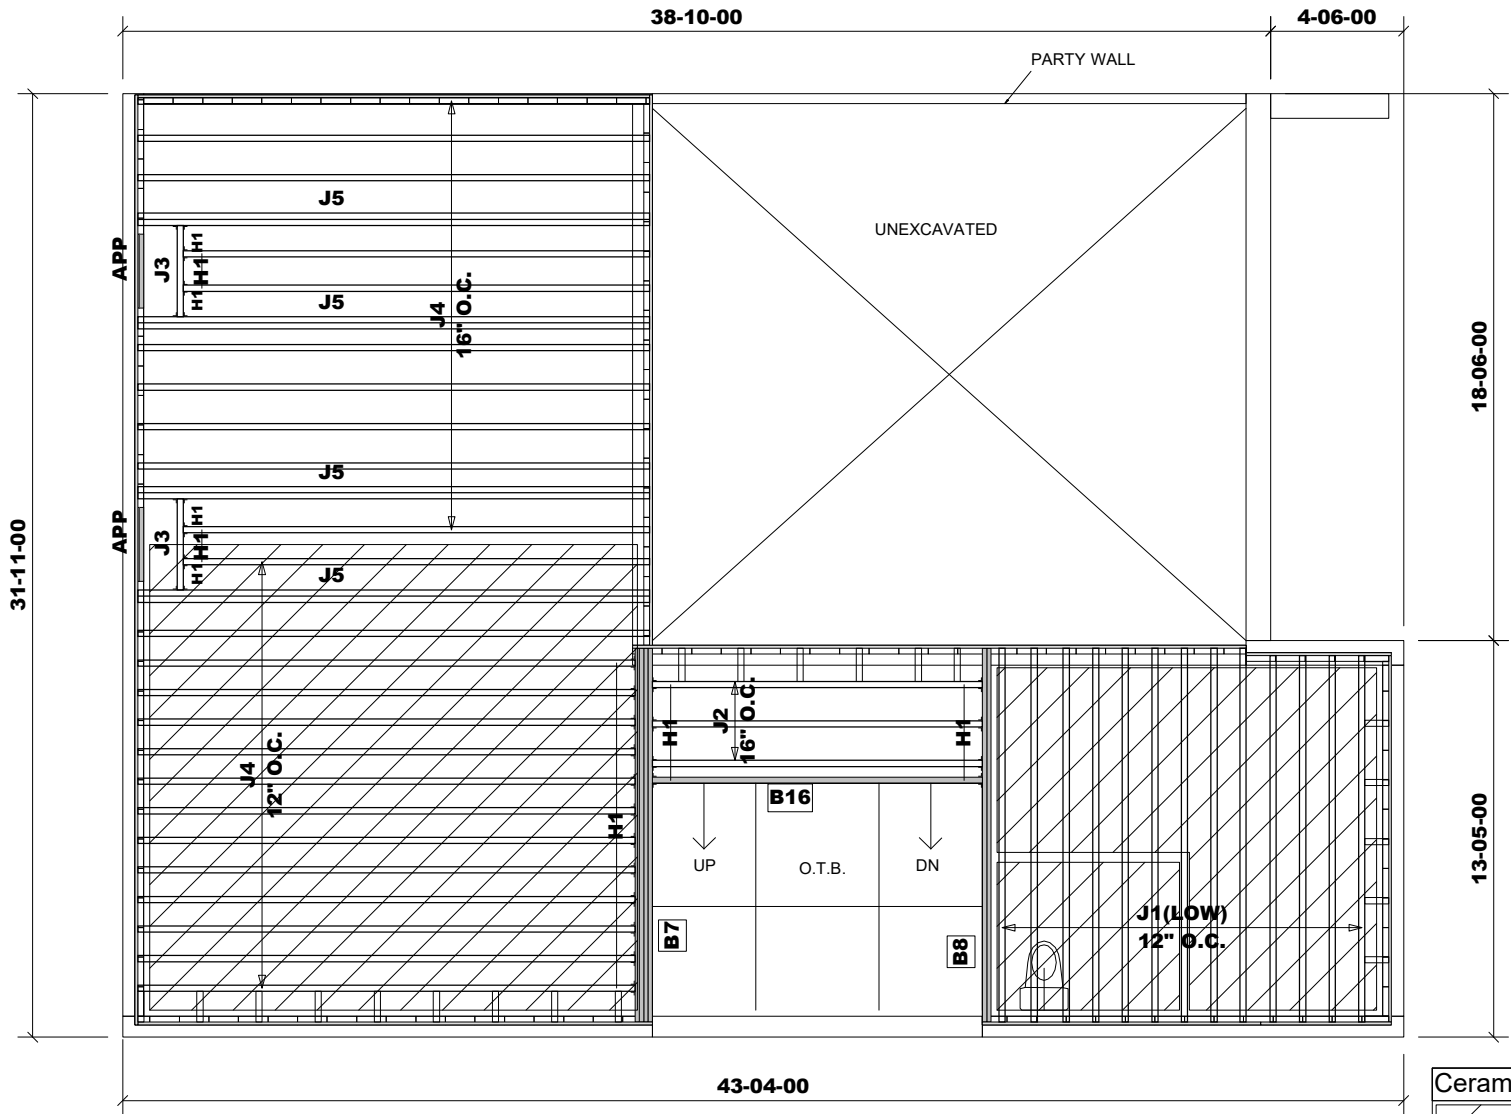 38-10-00
4-06-00
PARTY WALL
J5
UNEXCAVATED
APP
J3
H1
H1
H1
J5
J4
16" O.C.
18-06-00
J5
APP
J3
H1
H1
H1
J5
31-11-00
J4
12" O.C.
H1
H1
J2
16" O.C.
H1
B16
UP
O.T.B.
DN
B7
B8
J1(LOW)
12" O.C.
13-05-00
43-04-00
Ceram